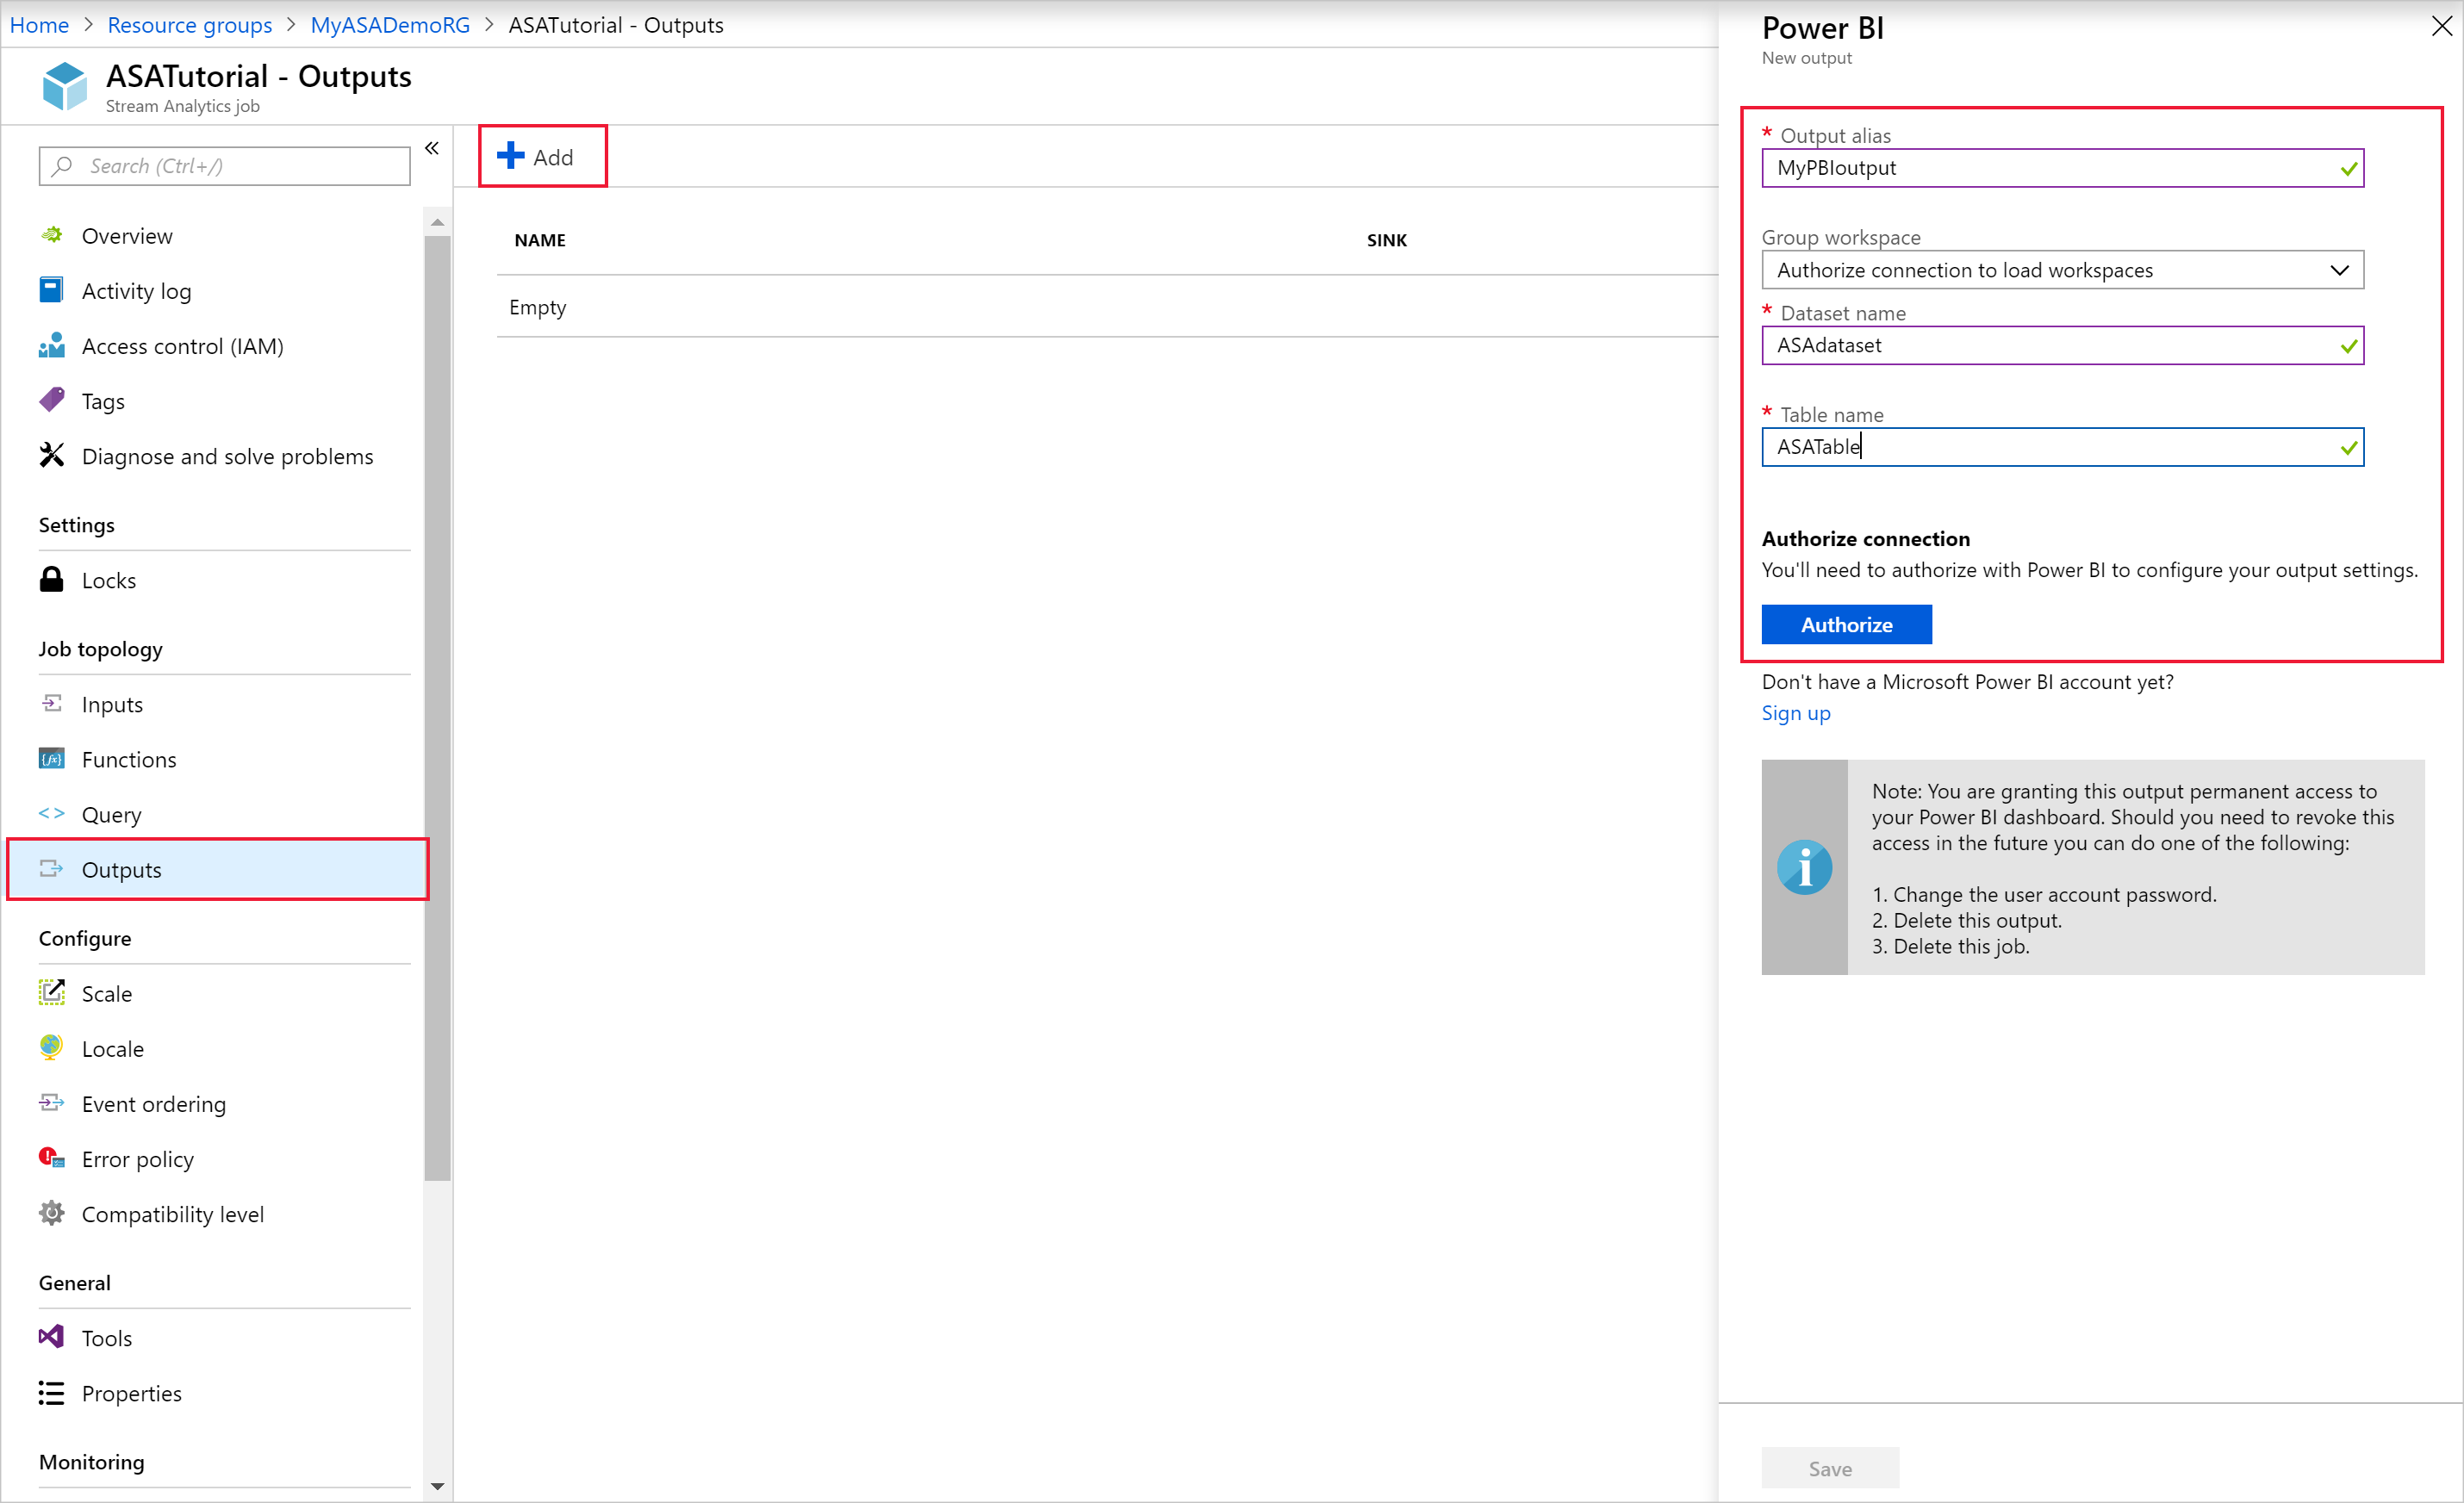 Home > Resource groups > MyASADemoRG > ASATutorial - Outputs
ASATutorial - Outputs
Stream Analytics job
Search (Ctrl+/)
«
Overview
Activity log
Access control (IAM)
Tags
Diagnose and solve problems
Settings
Locks
Job topology
Inputs
Functions
Query
Outputs
Configure
Scale
Locale
Event ordering
Error policy
Compatibility level
General
Tools
Properties
Monitoring
Add
NAME SINK
Empty
Power BI
New output
* Output alias
MyPBIoutput
Group workspace
Authorize connection to load workspaces
* Dataset name
ASAdataset
* Table name
ASATable
Authorize connection
You'll need to authorize with Power BI to configure your output settings.
Authorize
Don't have a Microsoft Power BI account yet?
Sign up
Note: You are granting this output permanent access to
your Power BI dashboard. Should you need to revoke this
access in the future you can do one of the following:
1. Change the user account password.
2. Delete this output.
3. Delete this job.
Save